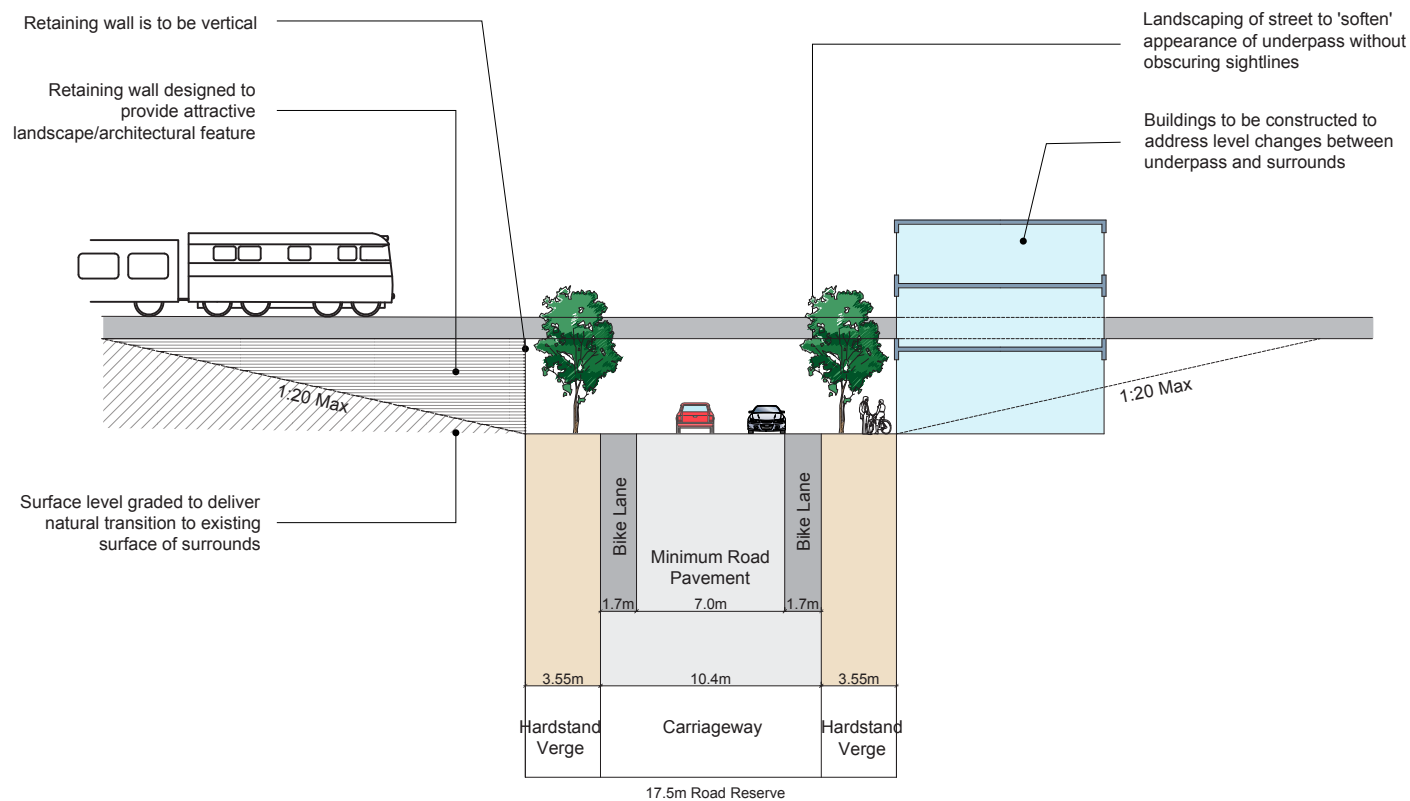 Retaining wall is to be vertical
Retaining wall designed to
provide attractive
landscape/architectural feature
Landscaping of street to 'soften'
appearance of underpass without
obscuring sightlines
Buildings to be constructed to
address level changes between
underpass and surrounds
1:20 Max
1:20 Max
Surface level graded to deliver
natural transition to existing
surface of surrounds
Bike Lane
Minimum Road
Pavement
Bike Lane
1.7m
7.0m
1.7m
3.55m
10.4m
3.55m
Hardstand
Verge
Carriageway
Hardstand
Verge
17.5m Road Reserve